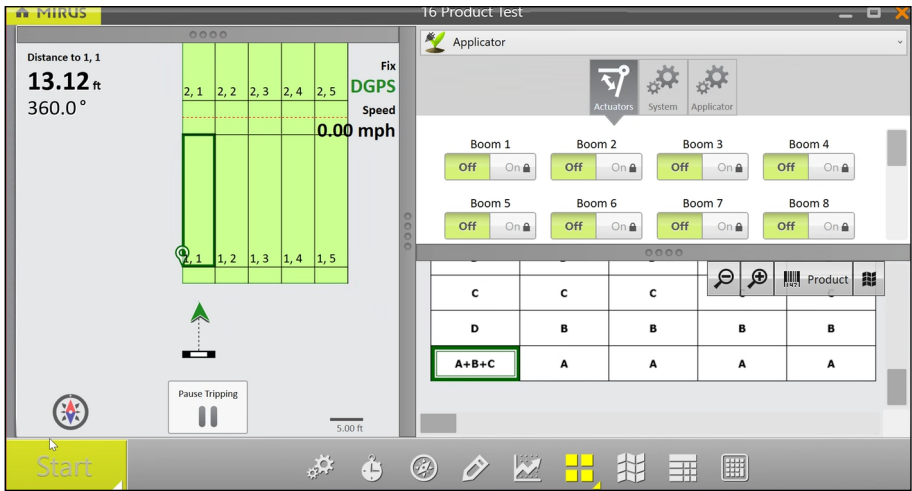 MIRUS
16 Product Test
Distance to 1, 1
13.12 ft
360.0 °
Fix
DGPS
Speed
0.00 mph
2, 1 2, 2 2, 3 2, 4 2, 5
1, 1 1, 2 1, 3 1, 4 1, 5
Pause Tripping
5.00 ft
Applicator
Actuators System Applicator
Boom 1 Boom 2 Boom 3 Boom 4
Off On Off On Off On Off On
Boom 5 Boom 6 Boom 7 Boom 8
Off On Off On Off On Off On
Product
C C C
D B B B B
A+B+C A A A A
Start